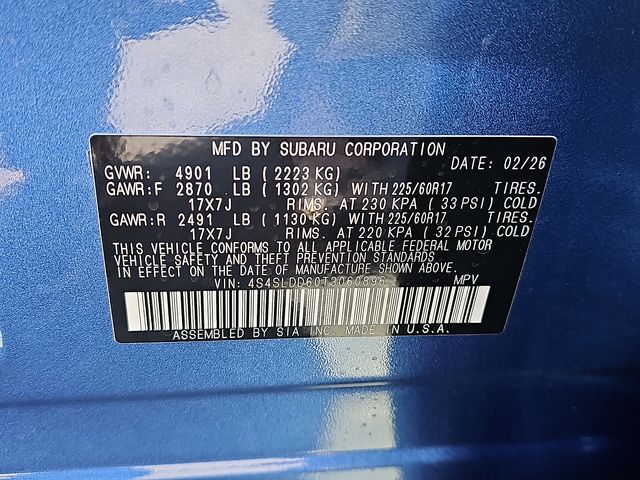 MFD BY SUBARU CORPORATION
DATE: 02/26
GVWR: 4901 LB (2223 KG)
GAWR:F 2870 LB (1302 KG) WITH 225/60R17 TIRES.
17X7J RIMS. AT 230 KPA (33 PSI) COLD
GAWR:R 2491 LB (1130 KG) WITH 225/60R17 TIRES.
17X7J RIMS. AT 220 KPA (32 PSI) COLD
THIS VEHICLE CONFORMS TO ALL APPLICABLE FEDERAL MOTOR
VEHICLE SAFETY AND THEFT PREVENTION STANDARDS
IN EFFECT ON THE DATE OF MANUFACTURE SHOWN ABOVE.
VIN: 4S4SLDD60T3060896 MPV
ASSEMBLED BY SIA INC. MADE IN U.S.A.